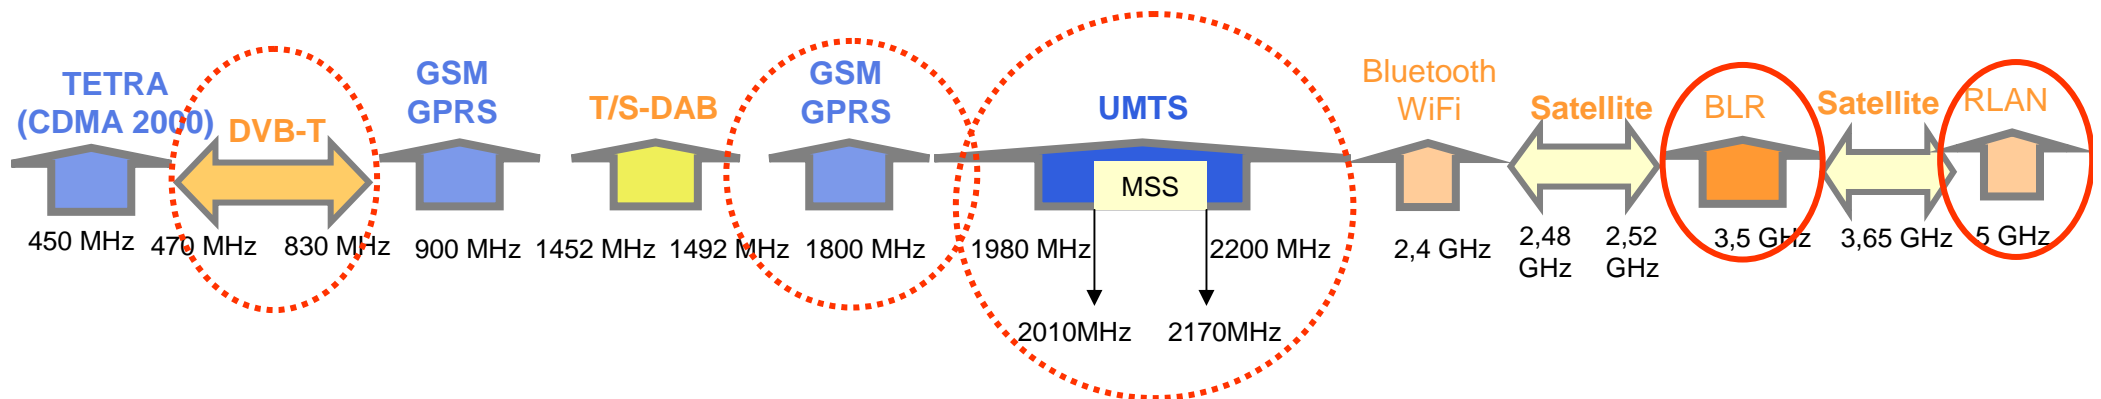 TETRA
(CDMA 2000)
DVB-T
GSM
GPRS
T/S-DAB
GSM
GPRS
UMTS
MSS
Bluetooth
WiFi
Satellite
BLR
Satellite
RLAN
450 MHz
470 MHz
830 MHz
900 MHz
1452 MHz
1492 MHz
1800 MHz
1980 MHz
2200 MHz
2010MHz
2170MHz
2,4 GHz
2,48
GHz
2,52
GHz
3,5 GHz
3,65 GHz
5 GHz